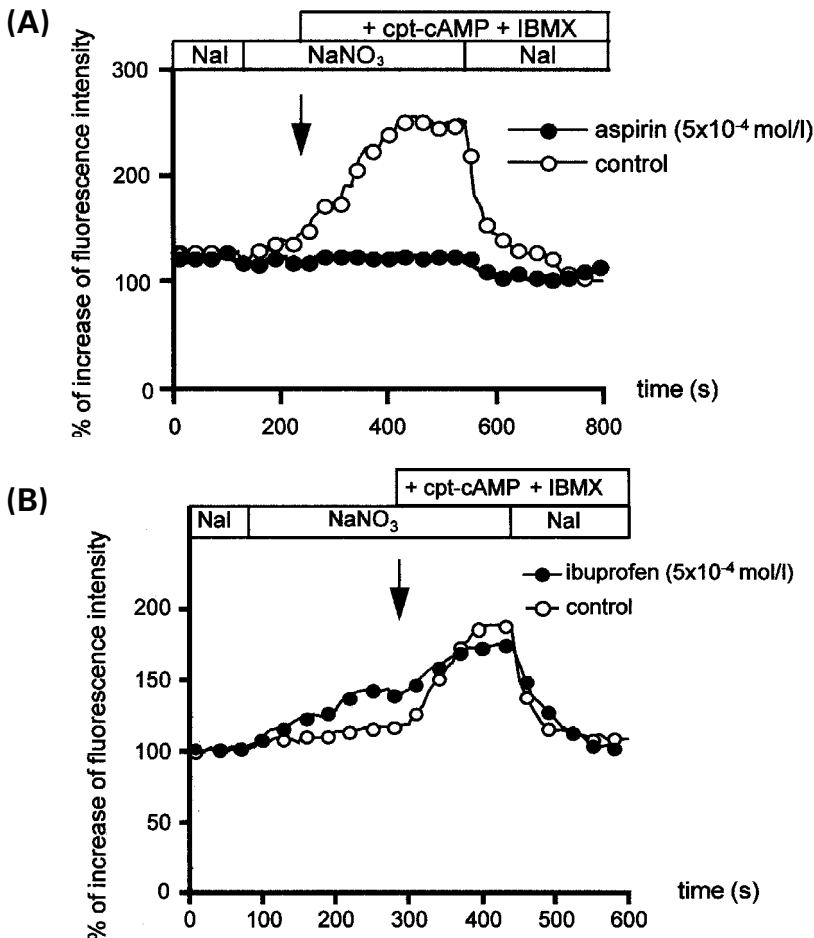 (A)
+ cpt-cAMP + IBMX
NaI NaNO₃ NaI
300
200
100
0
% of increase of fluorescence intensity
aspirin (5x10⁻⁴ mol/l)
control
0 200 400 600 800
time (s)
(B)
+ cpt-cAMP + IBMX
NaI NaNO₃ NaI
200
150
100
50
0
% of increase of fluorescence intensity
ibuprofen (5x10⁻⁴ mol/l)
control
0 100 200 300 400 500 600
time (s)